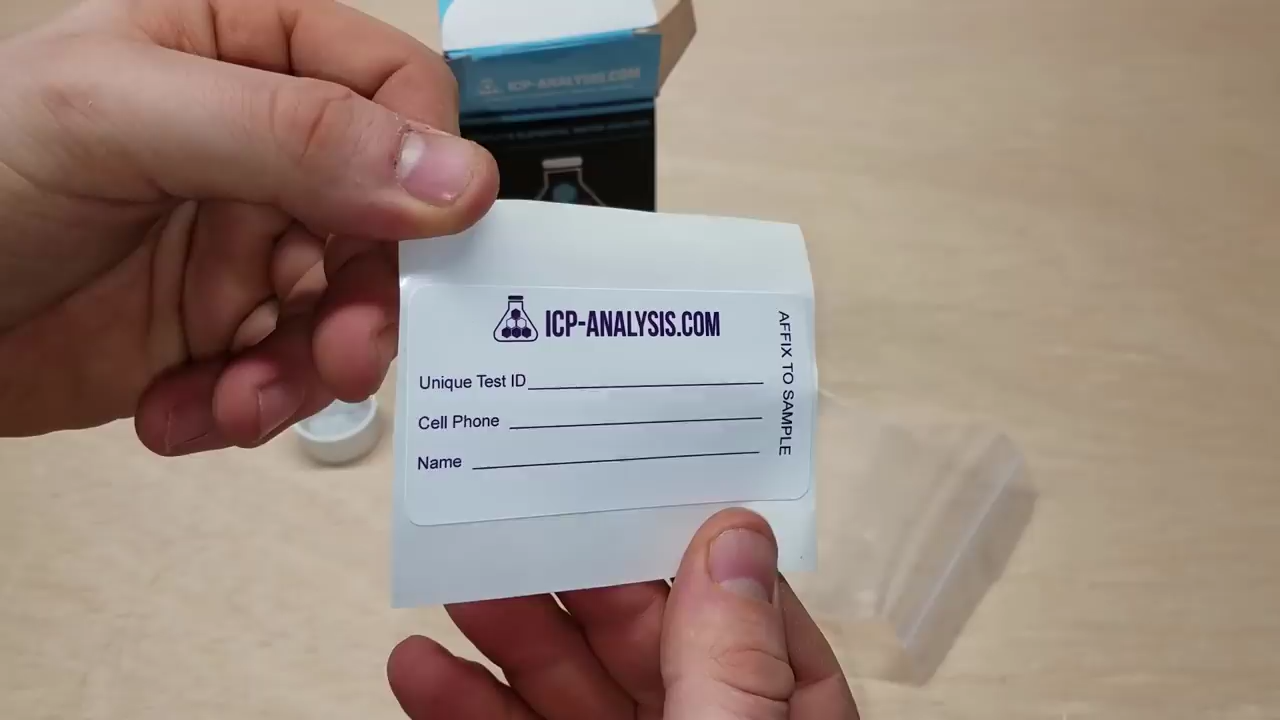 ICP-ANALYSIS.COM
ICP-ANALYSIS.COM
Unique Test ID
Cell Phone
Name
AFFIX TO SAMPLE